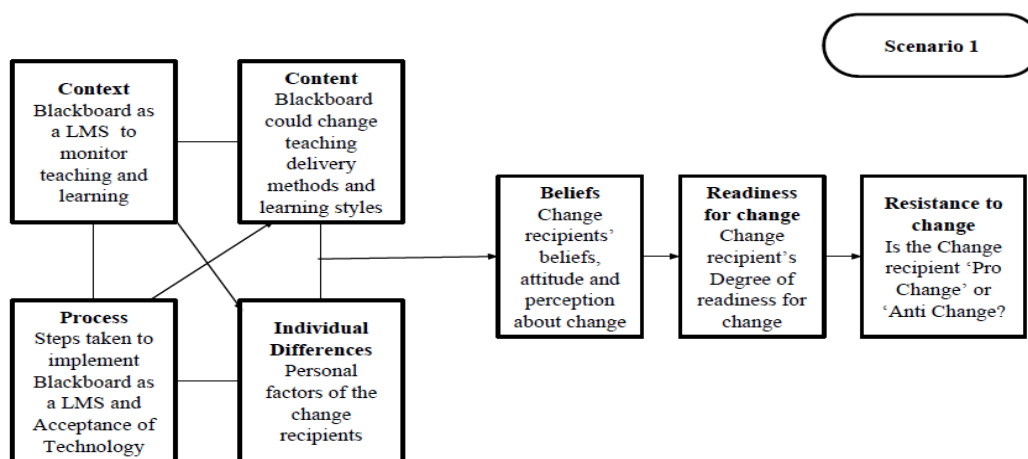 Scenario 1
Context
Blackboard as
a LMS to
monitor
teaching and
learning
Content
Blackboard
could change
teaching
delivery
methods and
learning styles
Process
Steps taken to
implement
Blackboard as
a LMS and
Acceptance of
Technology
Individual
Differences
Personal
factors of the
change
recipients
Beliefs
Change
recipients'
beliefs,
attitude and
perception
about change
Readiness
for change
Change
recipient's
Degree of
readiness for
change
Resistance to
change
Is the Change
recipient 'Pro
Change' or
'Anti Change?